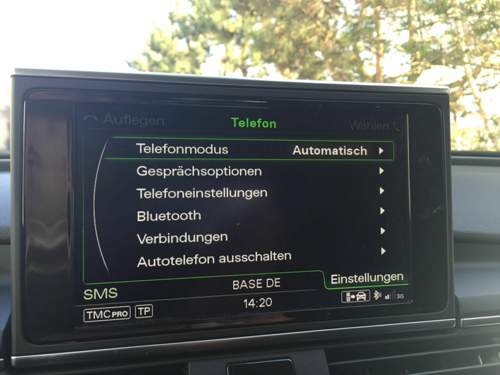 Auflegen Telefon Wählen
Telefonmodus Automatisch
Gesprächsoptionen
Telefoneinstellungen
Bluetooth
Verbindungen
Autotelefon ausschalten
Einstellungen
SMS BASE DE
TMC PRO TP 14:20 3G